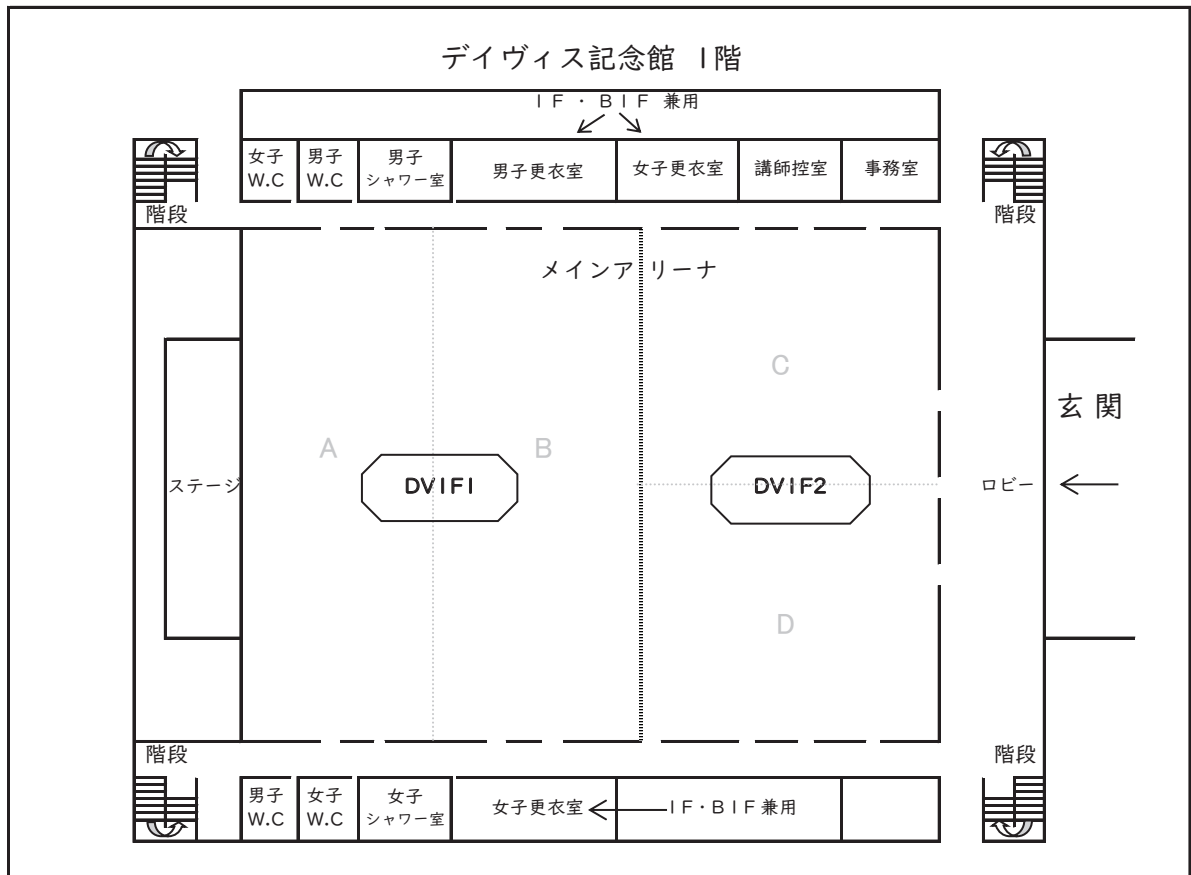 デイヴィス記念館 1階
1F・B1F 兼用
女子
W.C
男子
W.C
男子
シャワー室
男子更衣室
女子更衣室
講師控室
事務室
階段
階段
メインアリーナ
C
玄関
A
B
ステージ
DV1F1
DV1F2
ロビー
D
階段
階段
男子
W.C
女子
W.C
女子
シャワー室
女子更衣室
1F・B1F 兼用